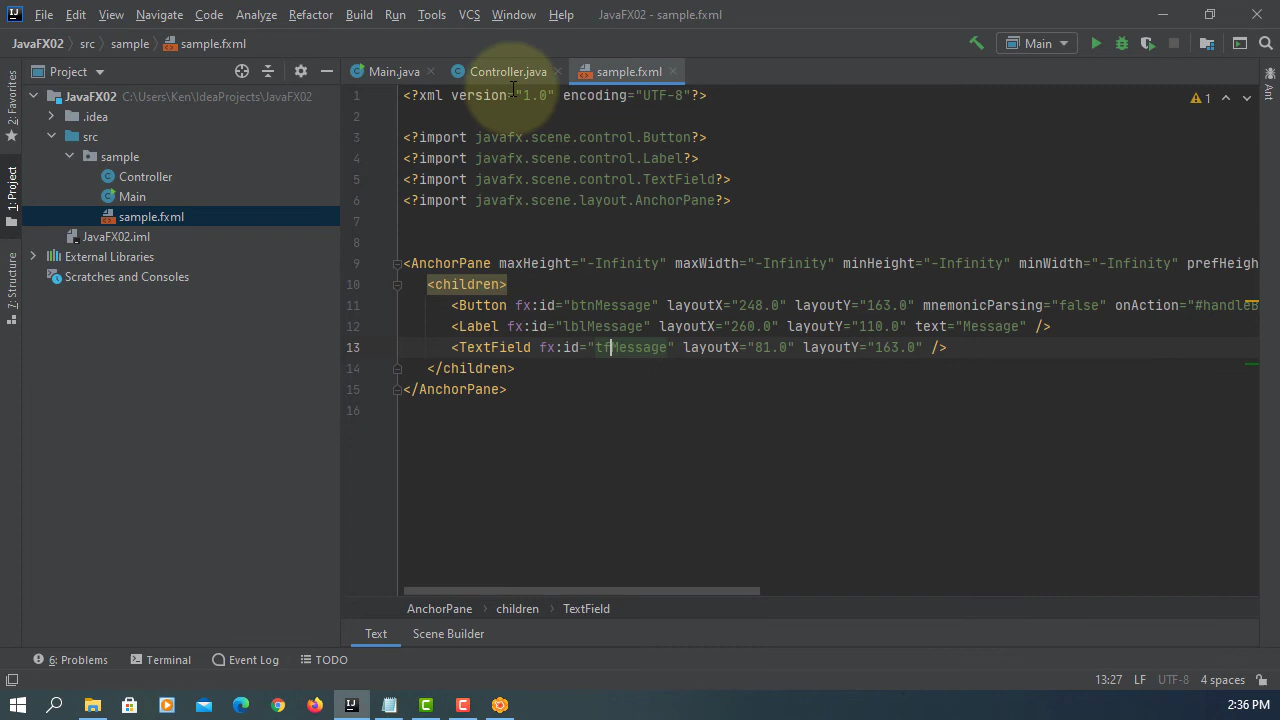 File Edit View Navigate Code Analyze Refactor Build Run Tools VCS Window Help JavaFX02 - sample.fxml
JavaFX02 src sample sample.fxml Main
Project Main.java Controller.java sample.fxml
JavaFX02 C:\Users\Ken\IdeaProjects\JavaFX02
.idea
src
sample
Controller
Main
sample.fxml
JavaFX02.iml
External Libraries
Scratches and Consoles
1: Project
7: Structure
Ant
1 <?xml version="1.0" encoding="UTF-8"?> 1
2
3 <?import javafx.scene.control.Button?>
4 <?import javafx.scene.control.Label?>
5 <?import javafx.scene.control.TextField?>
6 <?import javafx.scene.layout.AnchorPane?>
7
8
9 <AnchorPane maxHeight="-Infinity" maxWidth="-Infinity" minHeight="-Infinity" minWidth="-Infinity" prefHeigh
10 <children>
11 <Button fx:id="btnMessage" layoutX="248.0" layoutY="163.0" mnemonicParsing="false" onAction="#handleB
12 <Label fx:id="lblMessage" layoutX="260.0" layoutY="110.0" text="Message" />
13 <TextField fx:id="tfMessage" layoutX="81.0" layoutY="163.0" />
14 </children>
15 </AnchorPane>
16
AnchorPane children TextField
Text Scene Builder
6: Problems Terminal Event Log TODO
13:27 LF UTF-8 4 spaces
2:36 PM